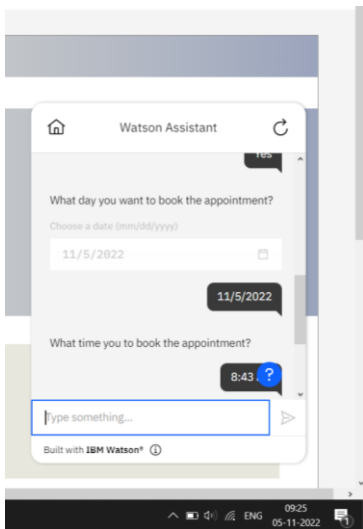 Watson Assistant
Yes
What day you want to book the appointment?
Choose a date (mm/dd/yyyy)
11/5/2022
11/5/2022
What time you to book the appointment?
8:43
?
Type something...
Built with IBM Watson®
ENG
09:25
05-11-2022